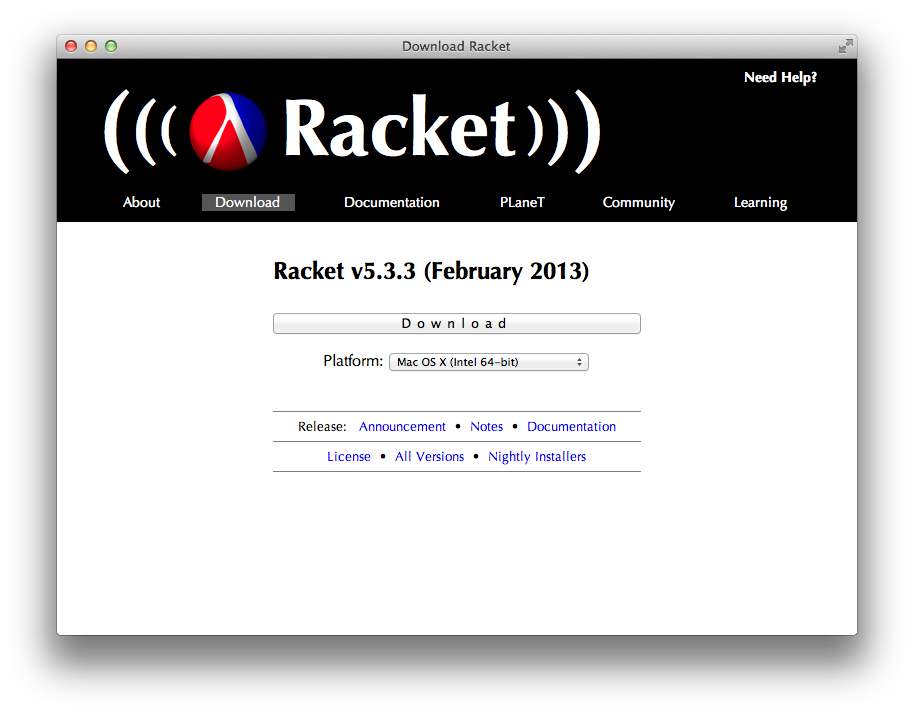 Download Racket
Need Help?
(((Racket)))
About Download Documentation PLaneT Community Learning
Racket v5.3.3 (February 2013)
Download
Platform: Mac OS X (Intel 64-bit)
Release: Announcement • Notes • Documentation
License • All Versions • Nightly Installers